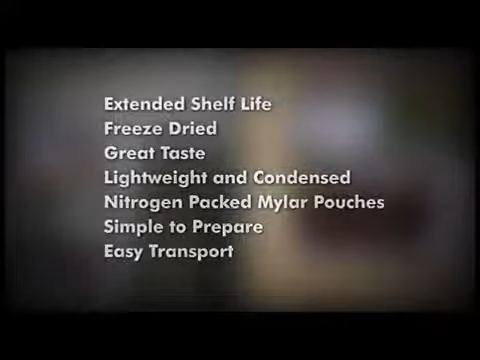 Extended Shelf Life
Freeze Dried
Great Taste
Lightweight and Condensed
Nitrogen Packed Mylar Pouches
Simple to Prepare
Easy Transport